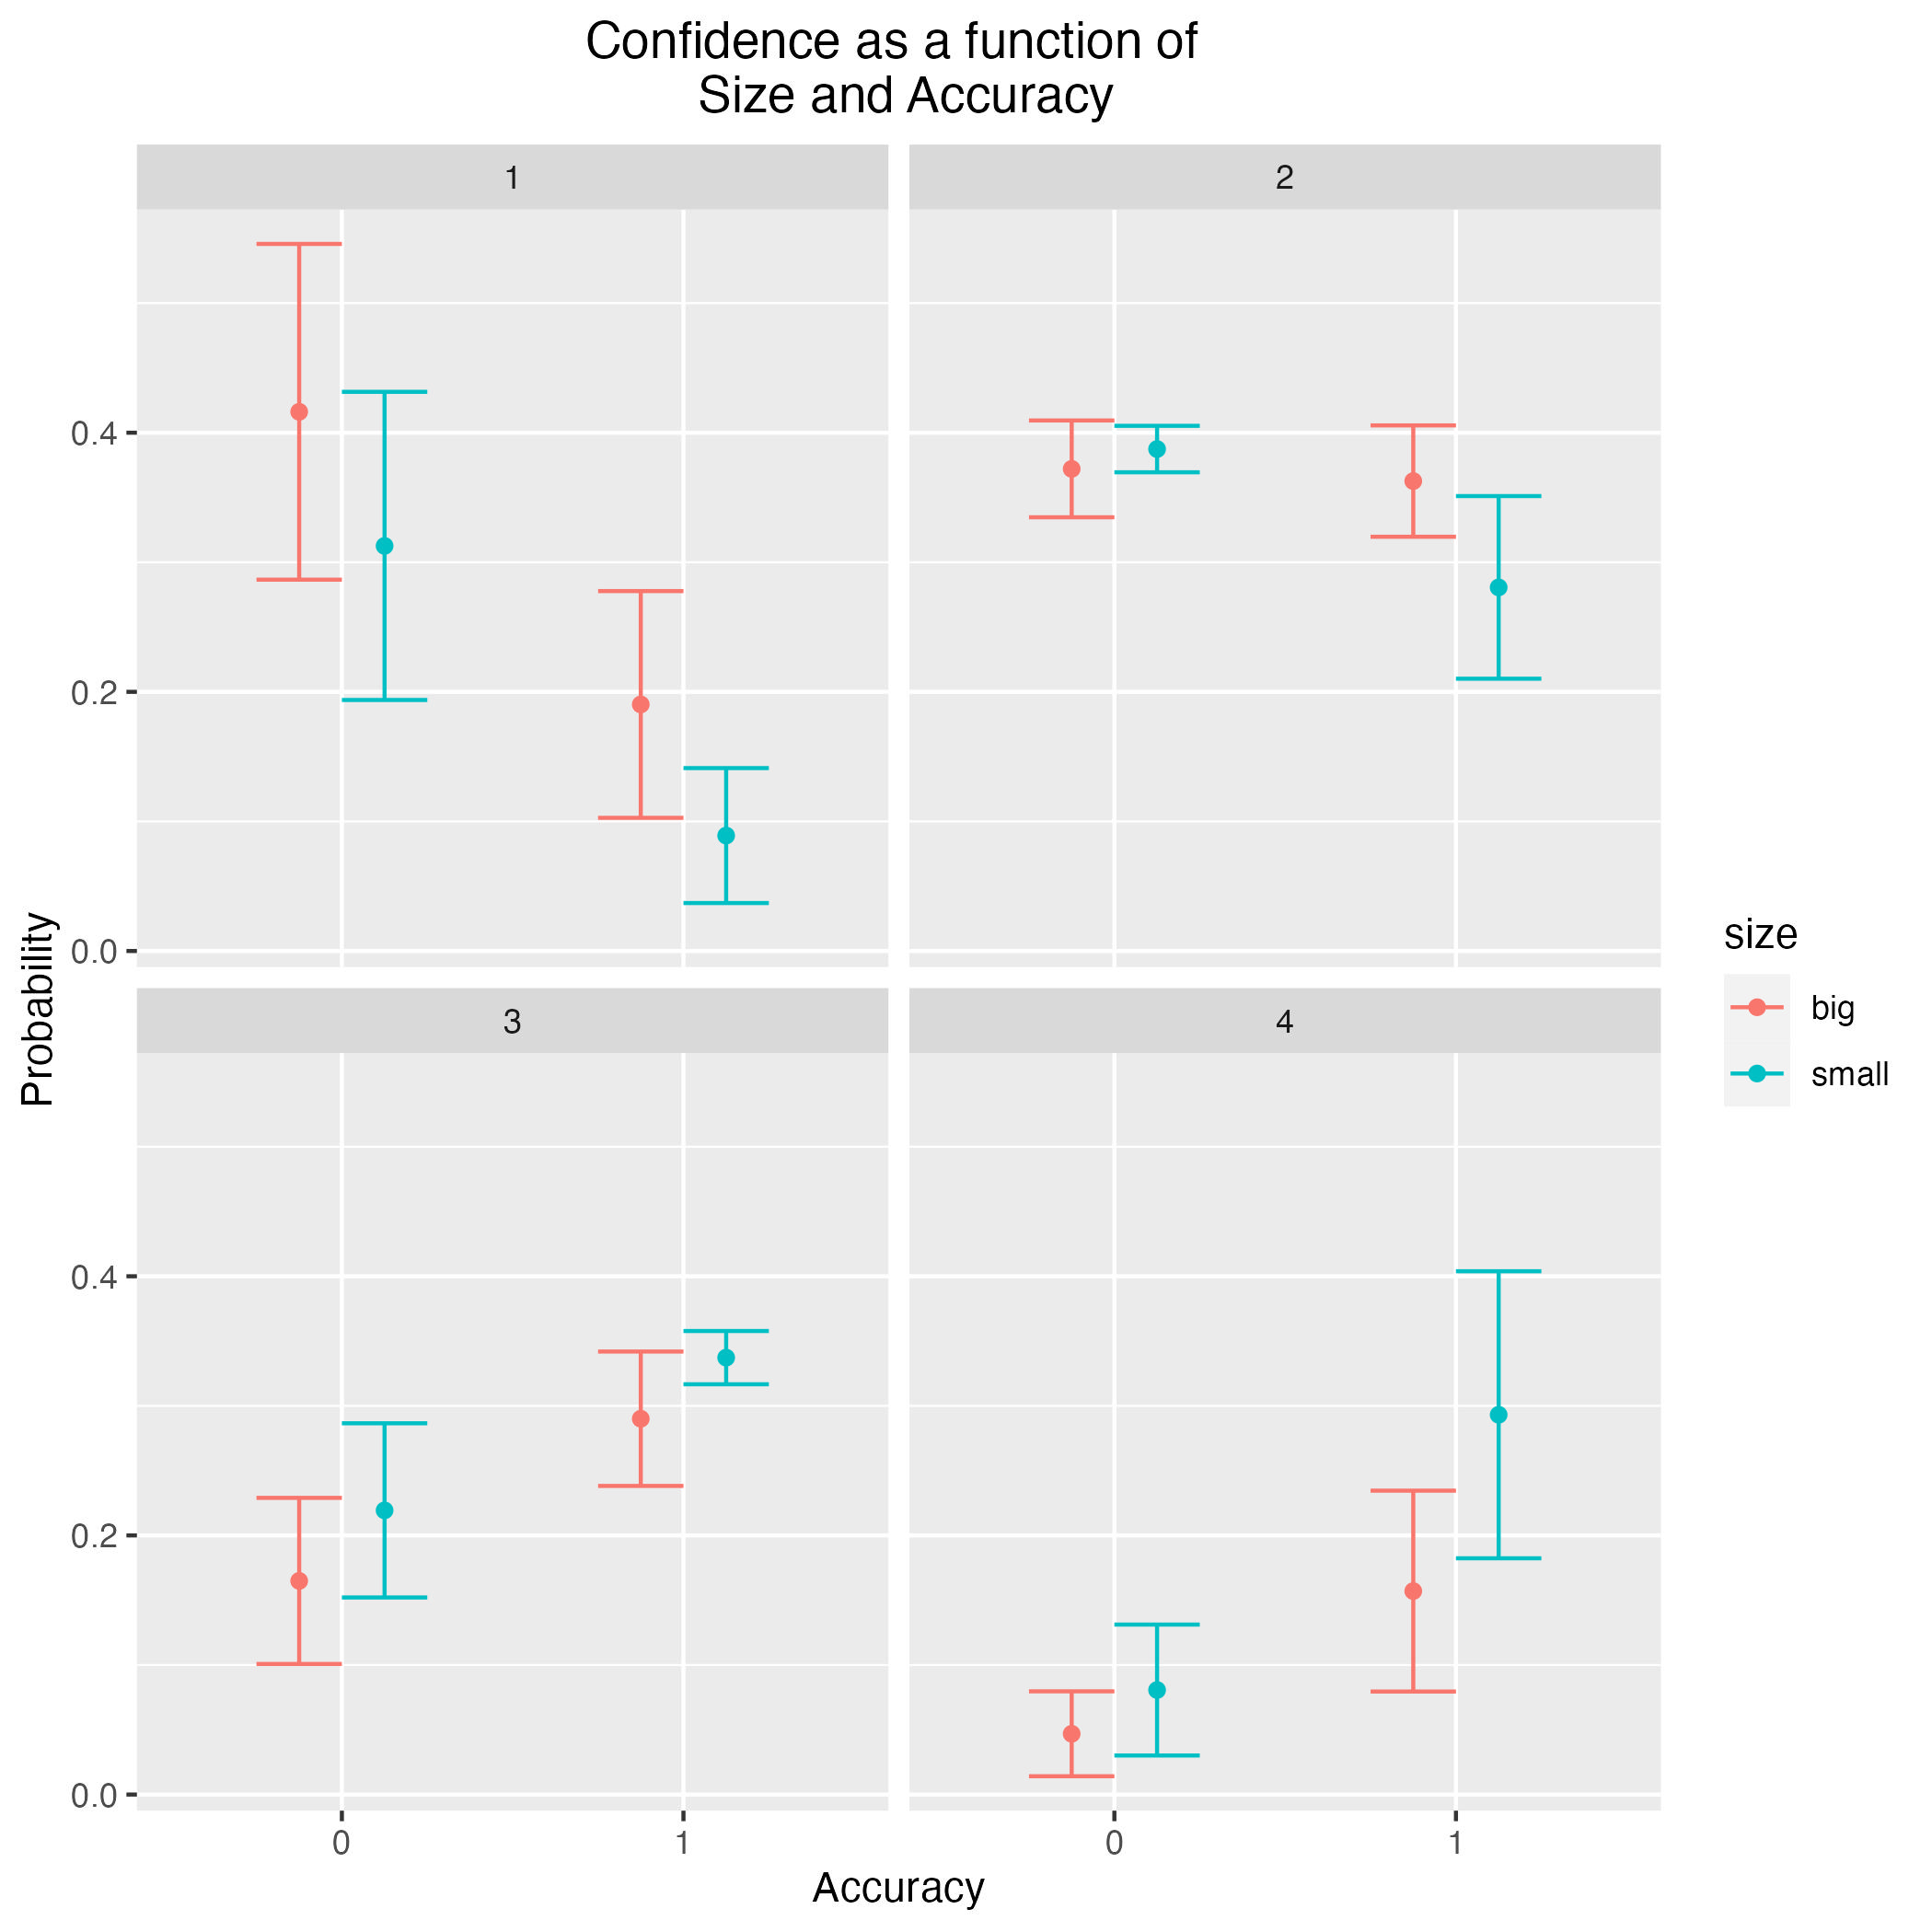 Confidence as a function of
Size and Accuracy
1
2
0.4
0.2
0.0
3
4
0.4
0.2
0.0
0
1
0
1
Probability
Accuracy
size
big
small